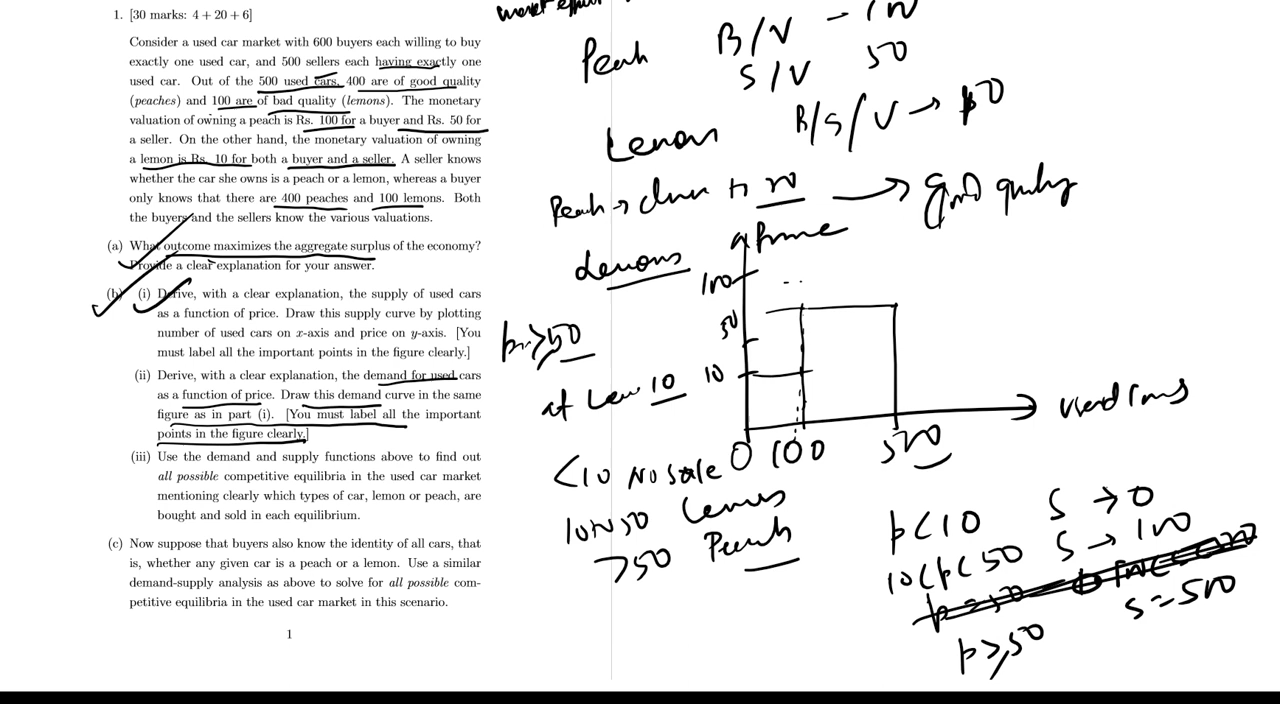 1. [30 marks: 4 + 20 + 6]
Consider a used car market with 600 buyers each willing to buy
exactly one used car, and 500 sellers each having exactly one
used car. Out of the 500 used cars, 400 are of good quality
(peaches) and 100 are of bad quality (lemons). The monetary
valuation of owning a peach is Rs. 100 for a buyer and Rs. 50 for
a seller. On the other hand, the monetary valuation of owning
a lemon is Rs. 10 for both a buyer and a seller. A seller knows
whether the car she owns is a peach or a lemon, whereas a buyer
only knows that there are 400 peaches and 100 lemons. Both
the buyers and the sellers know the various valuations.
(a) What outcome maximizes the aggregate surplus of the economy?
Provide a clear explanation for your answer.
(b) (i) Derive, with a clear explanation, the supply of used cars
as a function of price. Draw this supply curve by plotting
number of used cars on x-axis and price on y-axis. [You
must label all the important points in the figure clearly.]
(ii) Derive, with a clear explanation, the demand for used cars
as a function of price. Draw this demand curve in the same
figure as in part (i). [You must label all the important
points in the figure clearly.]
(iii) Use the demand and supply functions above to find out
all possible competitive equilibria in the used car market
mentioning clearly which types of car, lemon or peach, are
bought and sold in each equilibrium.
(c) Now suppose that buyers also know the identity of all cars, that
is, whether any given car is a peach or a lemon. Use a similar
demand-supply analysis as above to solve for all possible com-
petitive equilibria in the used car market in this scenario.
1
Peach B/V - 100
S/V 50
Lemon B/S/V → 10
Peach →
Lemons
100
50
10
0 100 500
used cars
p ≥ 50
at 10
<10 No sale
10 to 50 Lemons
>50 Peach
p < 10 S → 0
10 < p < 50 S → 100
p ≥ 50 S = 500